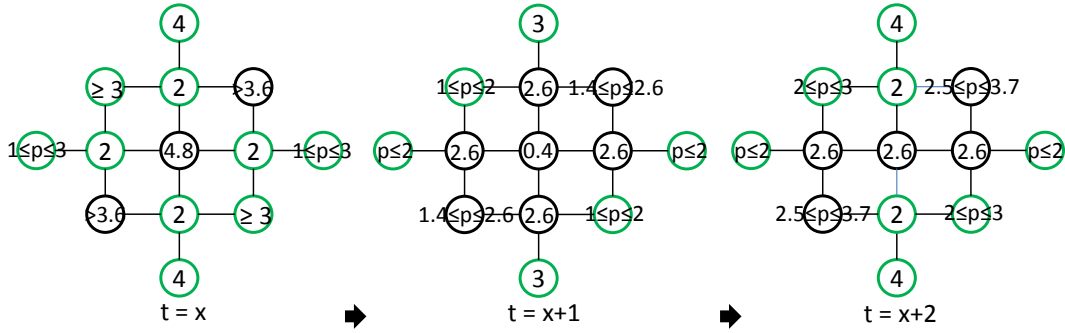 4 3 4
≥ 3 2 >3.6 1≤p≤2 2.6 1.4≤p≤2.6 2≤p≤3 2 2.5≤p≤3.7
1≤p≤3 2 4.8 2 1≤p≤3 p≤2 2.6 0.4 2.6 p≤2 p≤2 2.6 2.6 2.6 p≤2
>3.6 2 ≥ 3 1.4≤p≤2.6 2.6 1≤p≤2 2.5≤p≤3.7 2 2≤p≤3
4 3 4
t = x t = x+1 t = x+2